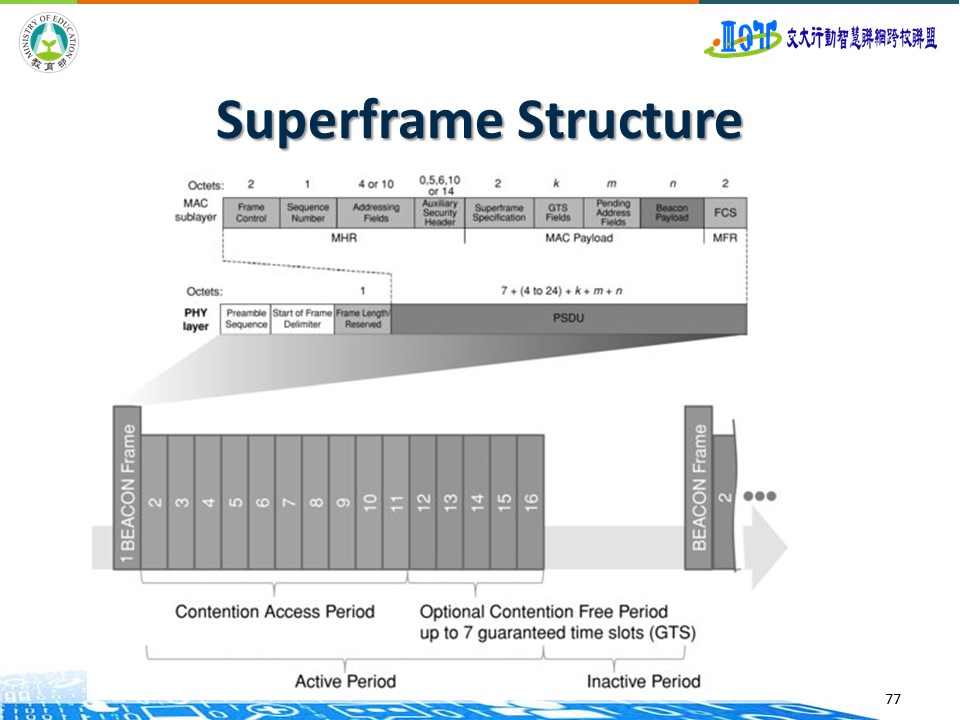 MINISTRY OF EDUCATION
教育部
交大行動智慧聯網跨校聯盟
Superframe Structure
Octets: 2 1 4 or 10 0,5,6,10 or 14 2 k m n 2
MAC sublayer
Frame Control
Sequence Number
Addressing Fields
Auxiliary Security Header
Superframe Specification
GTS Fields
Pending Address Fields
Beacon Payload
FCS
MHR MAC Payload MFR
Octets: 1 7 + (4 to 24) + k + m + n
PHY layer
Preamble Sequence
Start of Frame Delimiter
Frame Length/ Reserved
PSDU
1 BEACON Frame
2 3 4 5 6 7 8 9 10 11 12 13 14 15 16
BEACON Frame
2
Contention Access Period
Optional Contention Free Period
up to 7 guaranteed time slots (GTS)
Active Period
Inactive Period
77